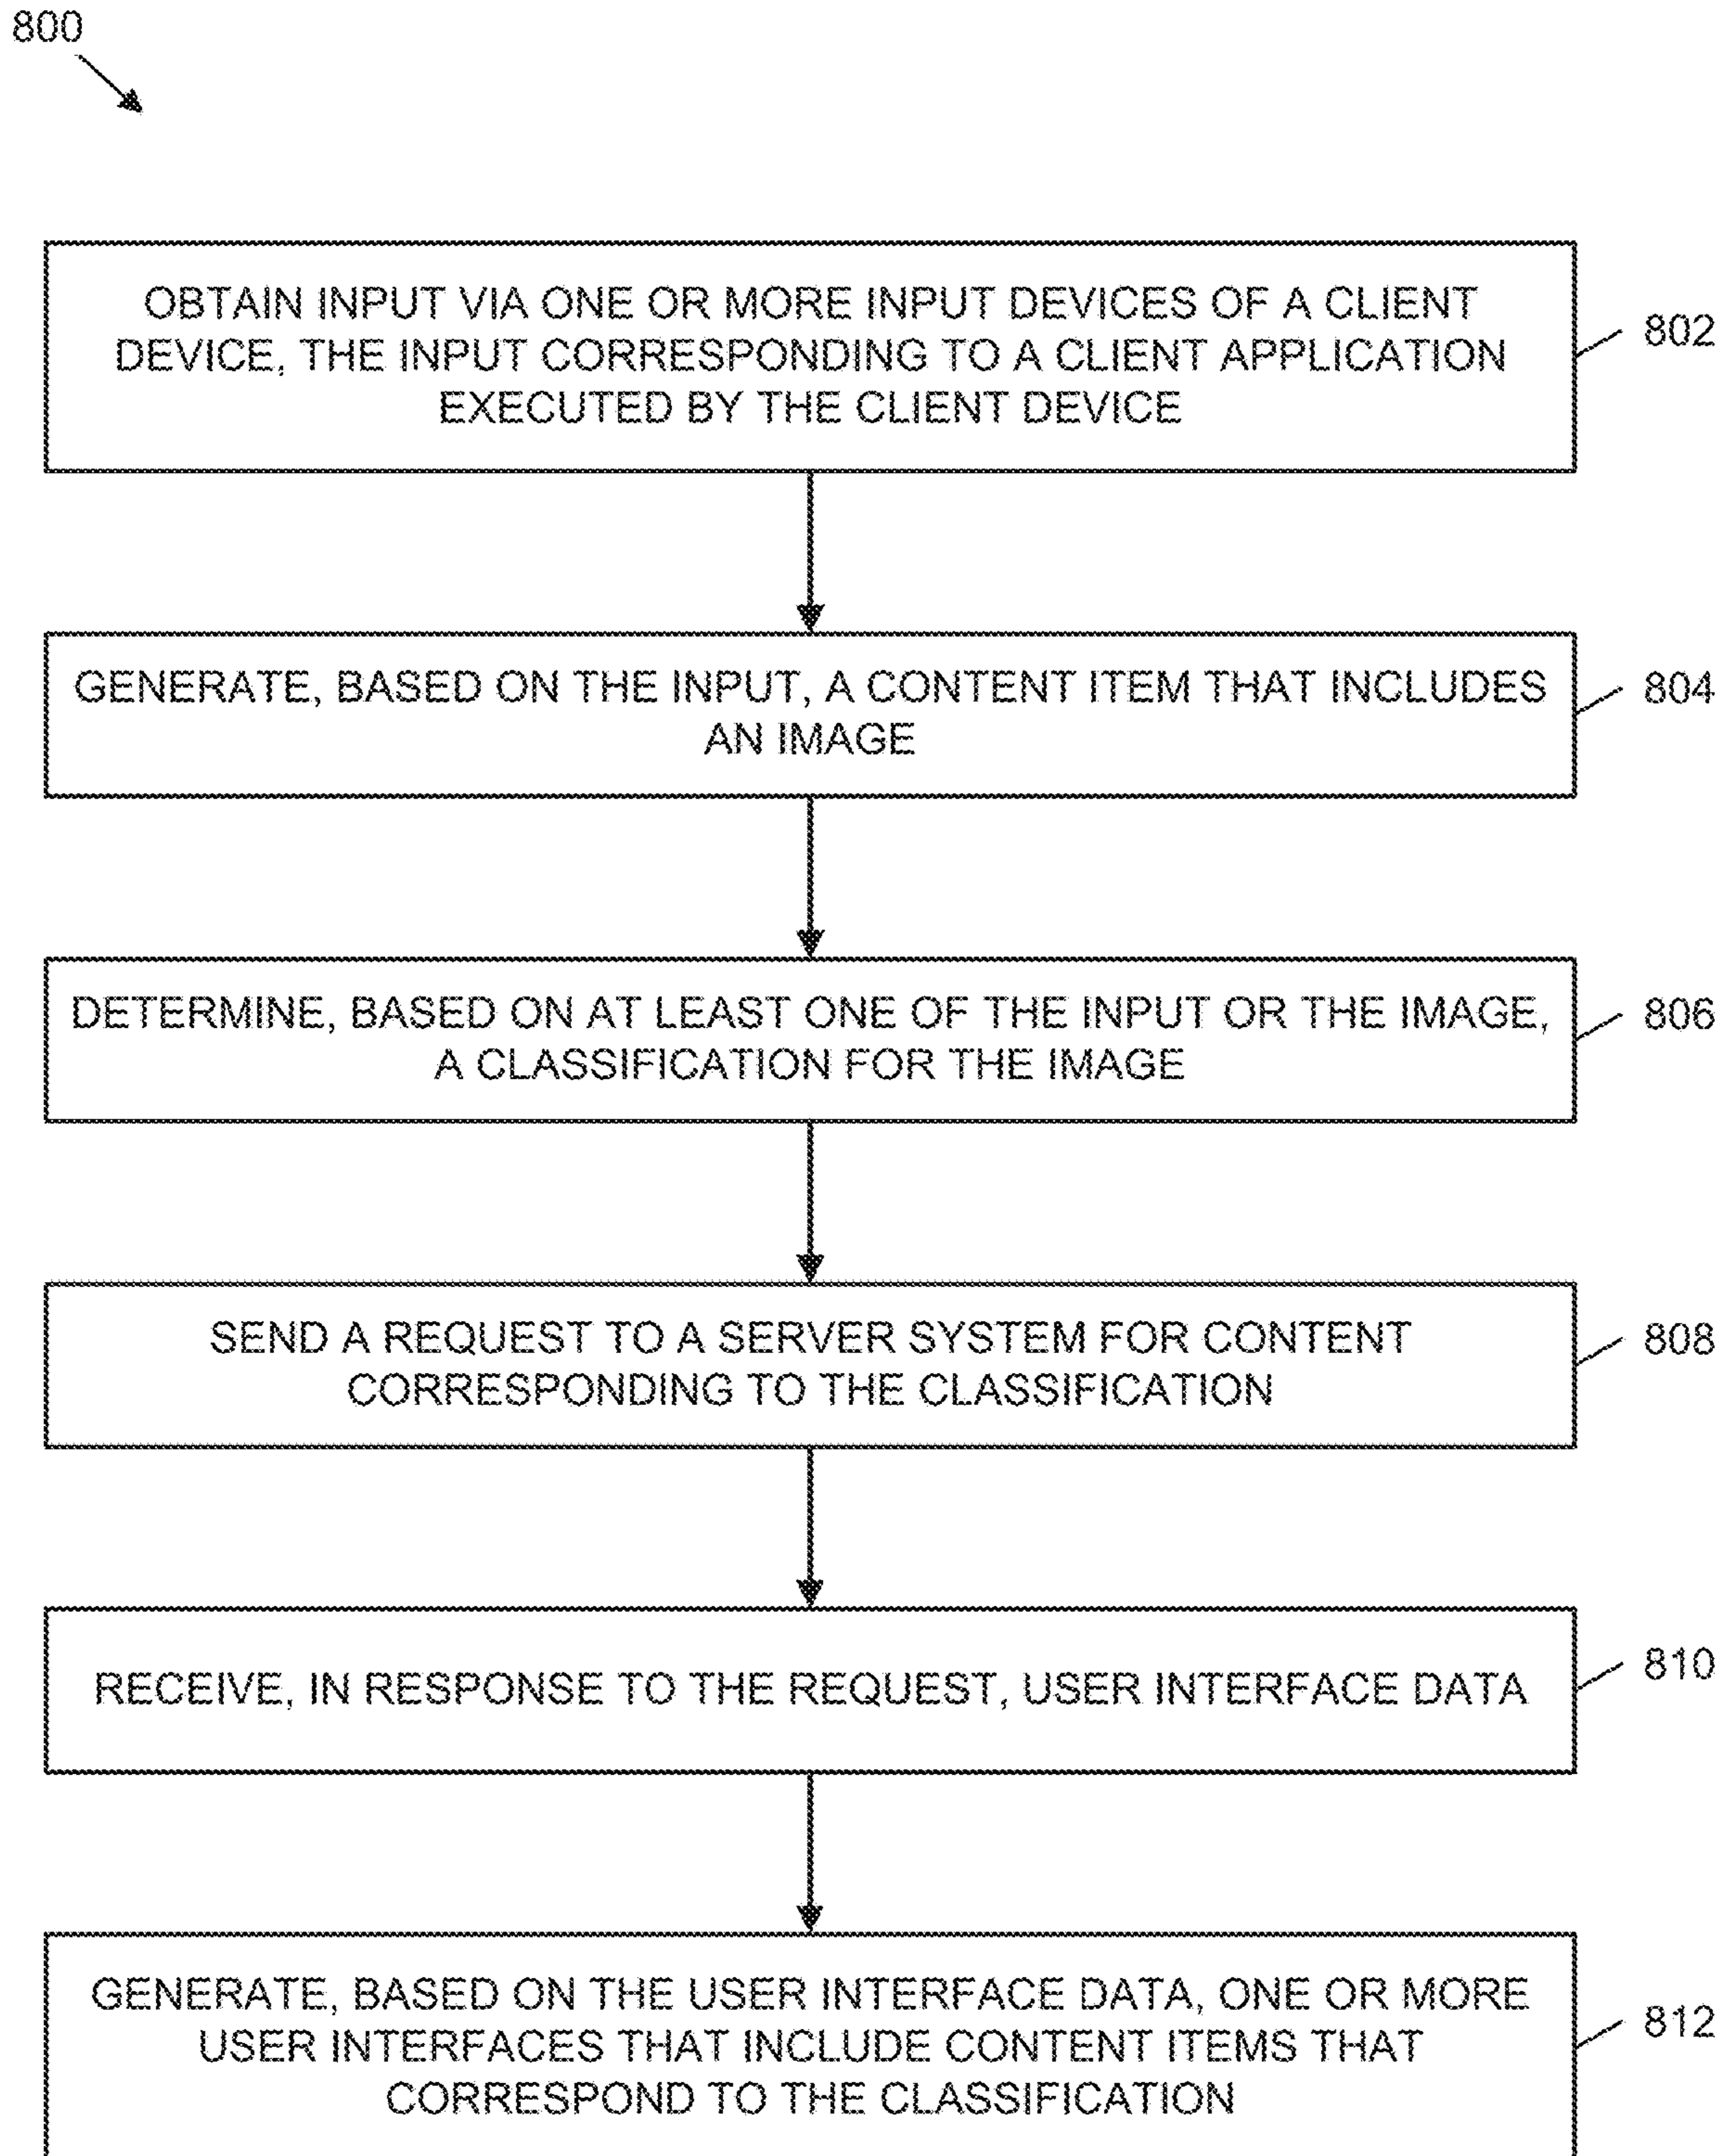 800
OBTAIN INPUT VIA ONE OR MORE INPUT DEVICES OF A CLIENT
DEVICE, THE INPUT CORRESPONDING TO A CLIENT APPLICATION
EXECUTED BY THE CLIENT DEVICE
802
GENERATE, BASED ON THE INPUT, A CONTENT ITEM THAT INCLUDES
AN IMAGE
804
DETERMINE, BASED ON AT LEAST ONE OF THE INPUT OR THE IMAGE,
A CLASSIFICATION FOR THE IMAGE
806
SEND A REQUEST TO A SERVER SYSTEM FOR CONTENT
CORRESPONDING TO THE CLASSIFICATION
808
RECEIVE, IN RESPONSE TO THE REQUEST, USER INTERFACE DATA
810
GENERATE, BASED ON THE USER INTERFACE DATA, ONE OR MORE
USER INTERFACES THAT INCLUDE CONTENT ITEMS THAT
CORRESPOND TO THE CLASSIFICATION
812